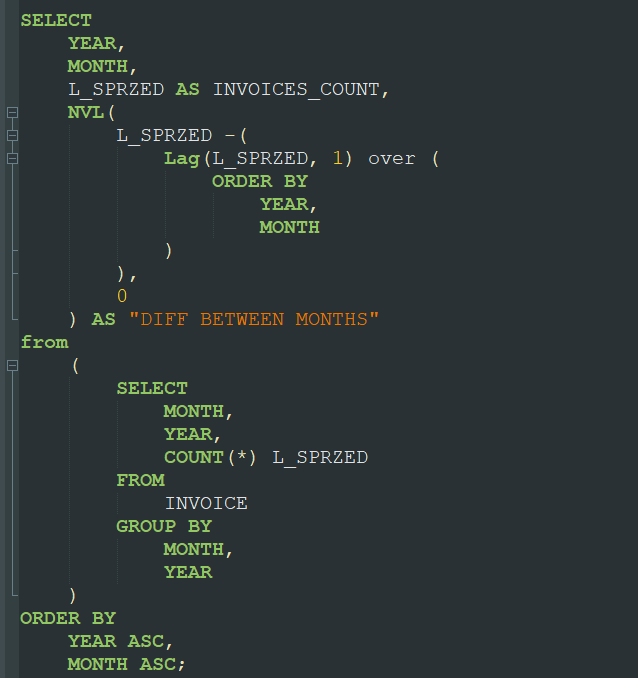 SELECT
YEAR,
MONTH,
L_SPRZED AS INVOICES_COUNT,
NVL(
L_SPRZED -(
Lag(L_SPRZED, 1) over (
ORDER BY
YEAR,
MONTH
)
),
0
) AS "DIFF BETWEEN MONTHS"
from
(
SELECT
MONTH,
YEAR,
COUNT(*) L_SPRZED
FROM
INVOICE
GROUP BY
MONTH,
YEAR
)
ORDER BY
YEAR ASC,
MONTH ASC;